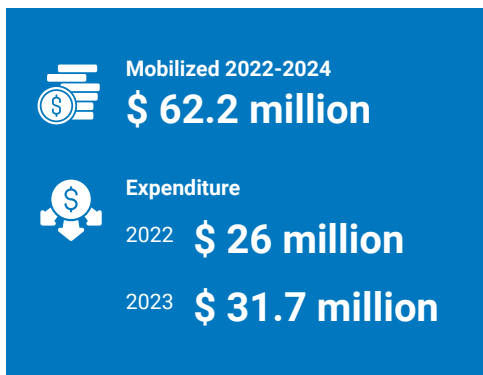 Mobilized 2022-2024
$ 62.2 million
Expenditure
2022 $ 26 million
2023 $ 31.7 million